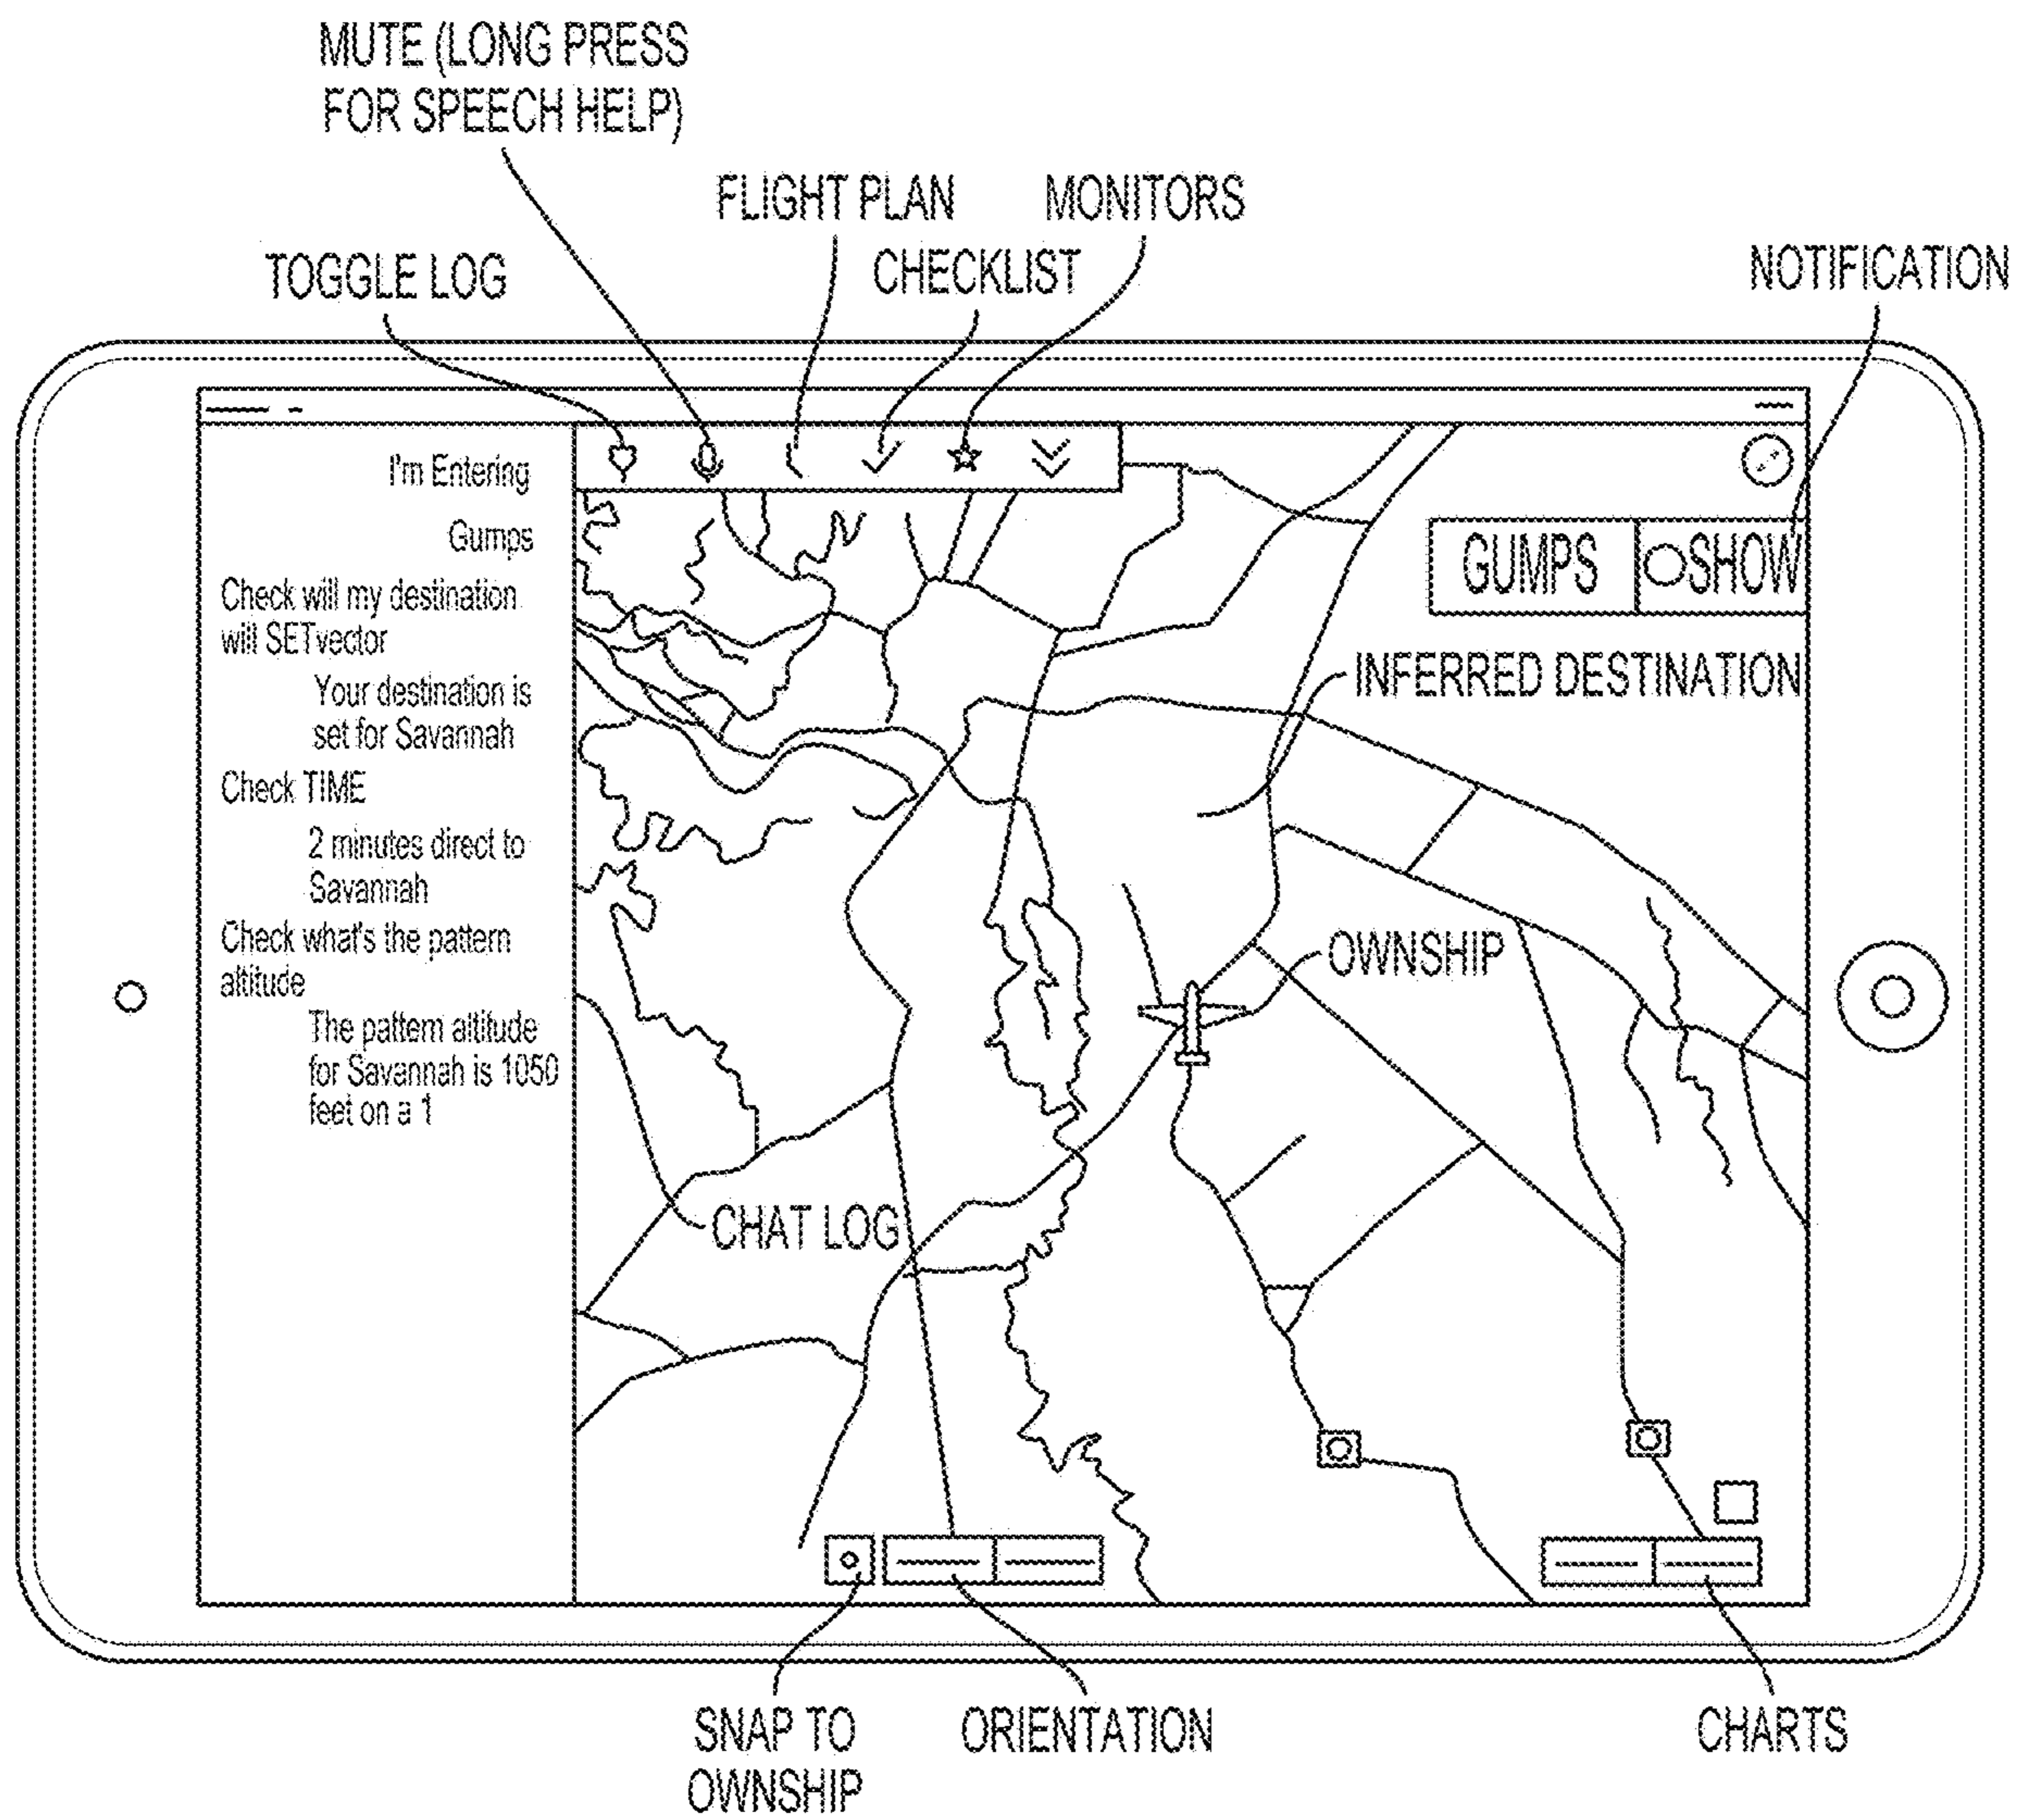 MUTE (LONG PRESS
FOR SPEECH HELP)
FLIGHT PLAN
MONITORS
TOGGLE LOG
CHECKLIST
NOTIFICATION
I'm Entering
Gumps
Check will my destination
will SETvector
Your destination is
set for Savannah
Check TIME
2 minutes direct to
Savannah
Check what's the pattern
altitude
The pattern altitude
for Savannah is 1050
feet on a 1
GUMPS
SHOW
INFERRED DESTINATION
OWNSHIP
CHAT LOG
SNAP TO
OWNSHIP
ORIENTATION
CHARTS